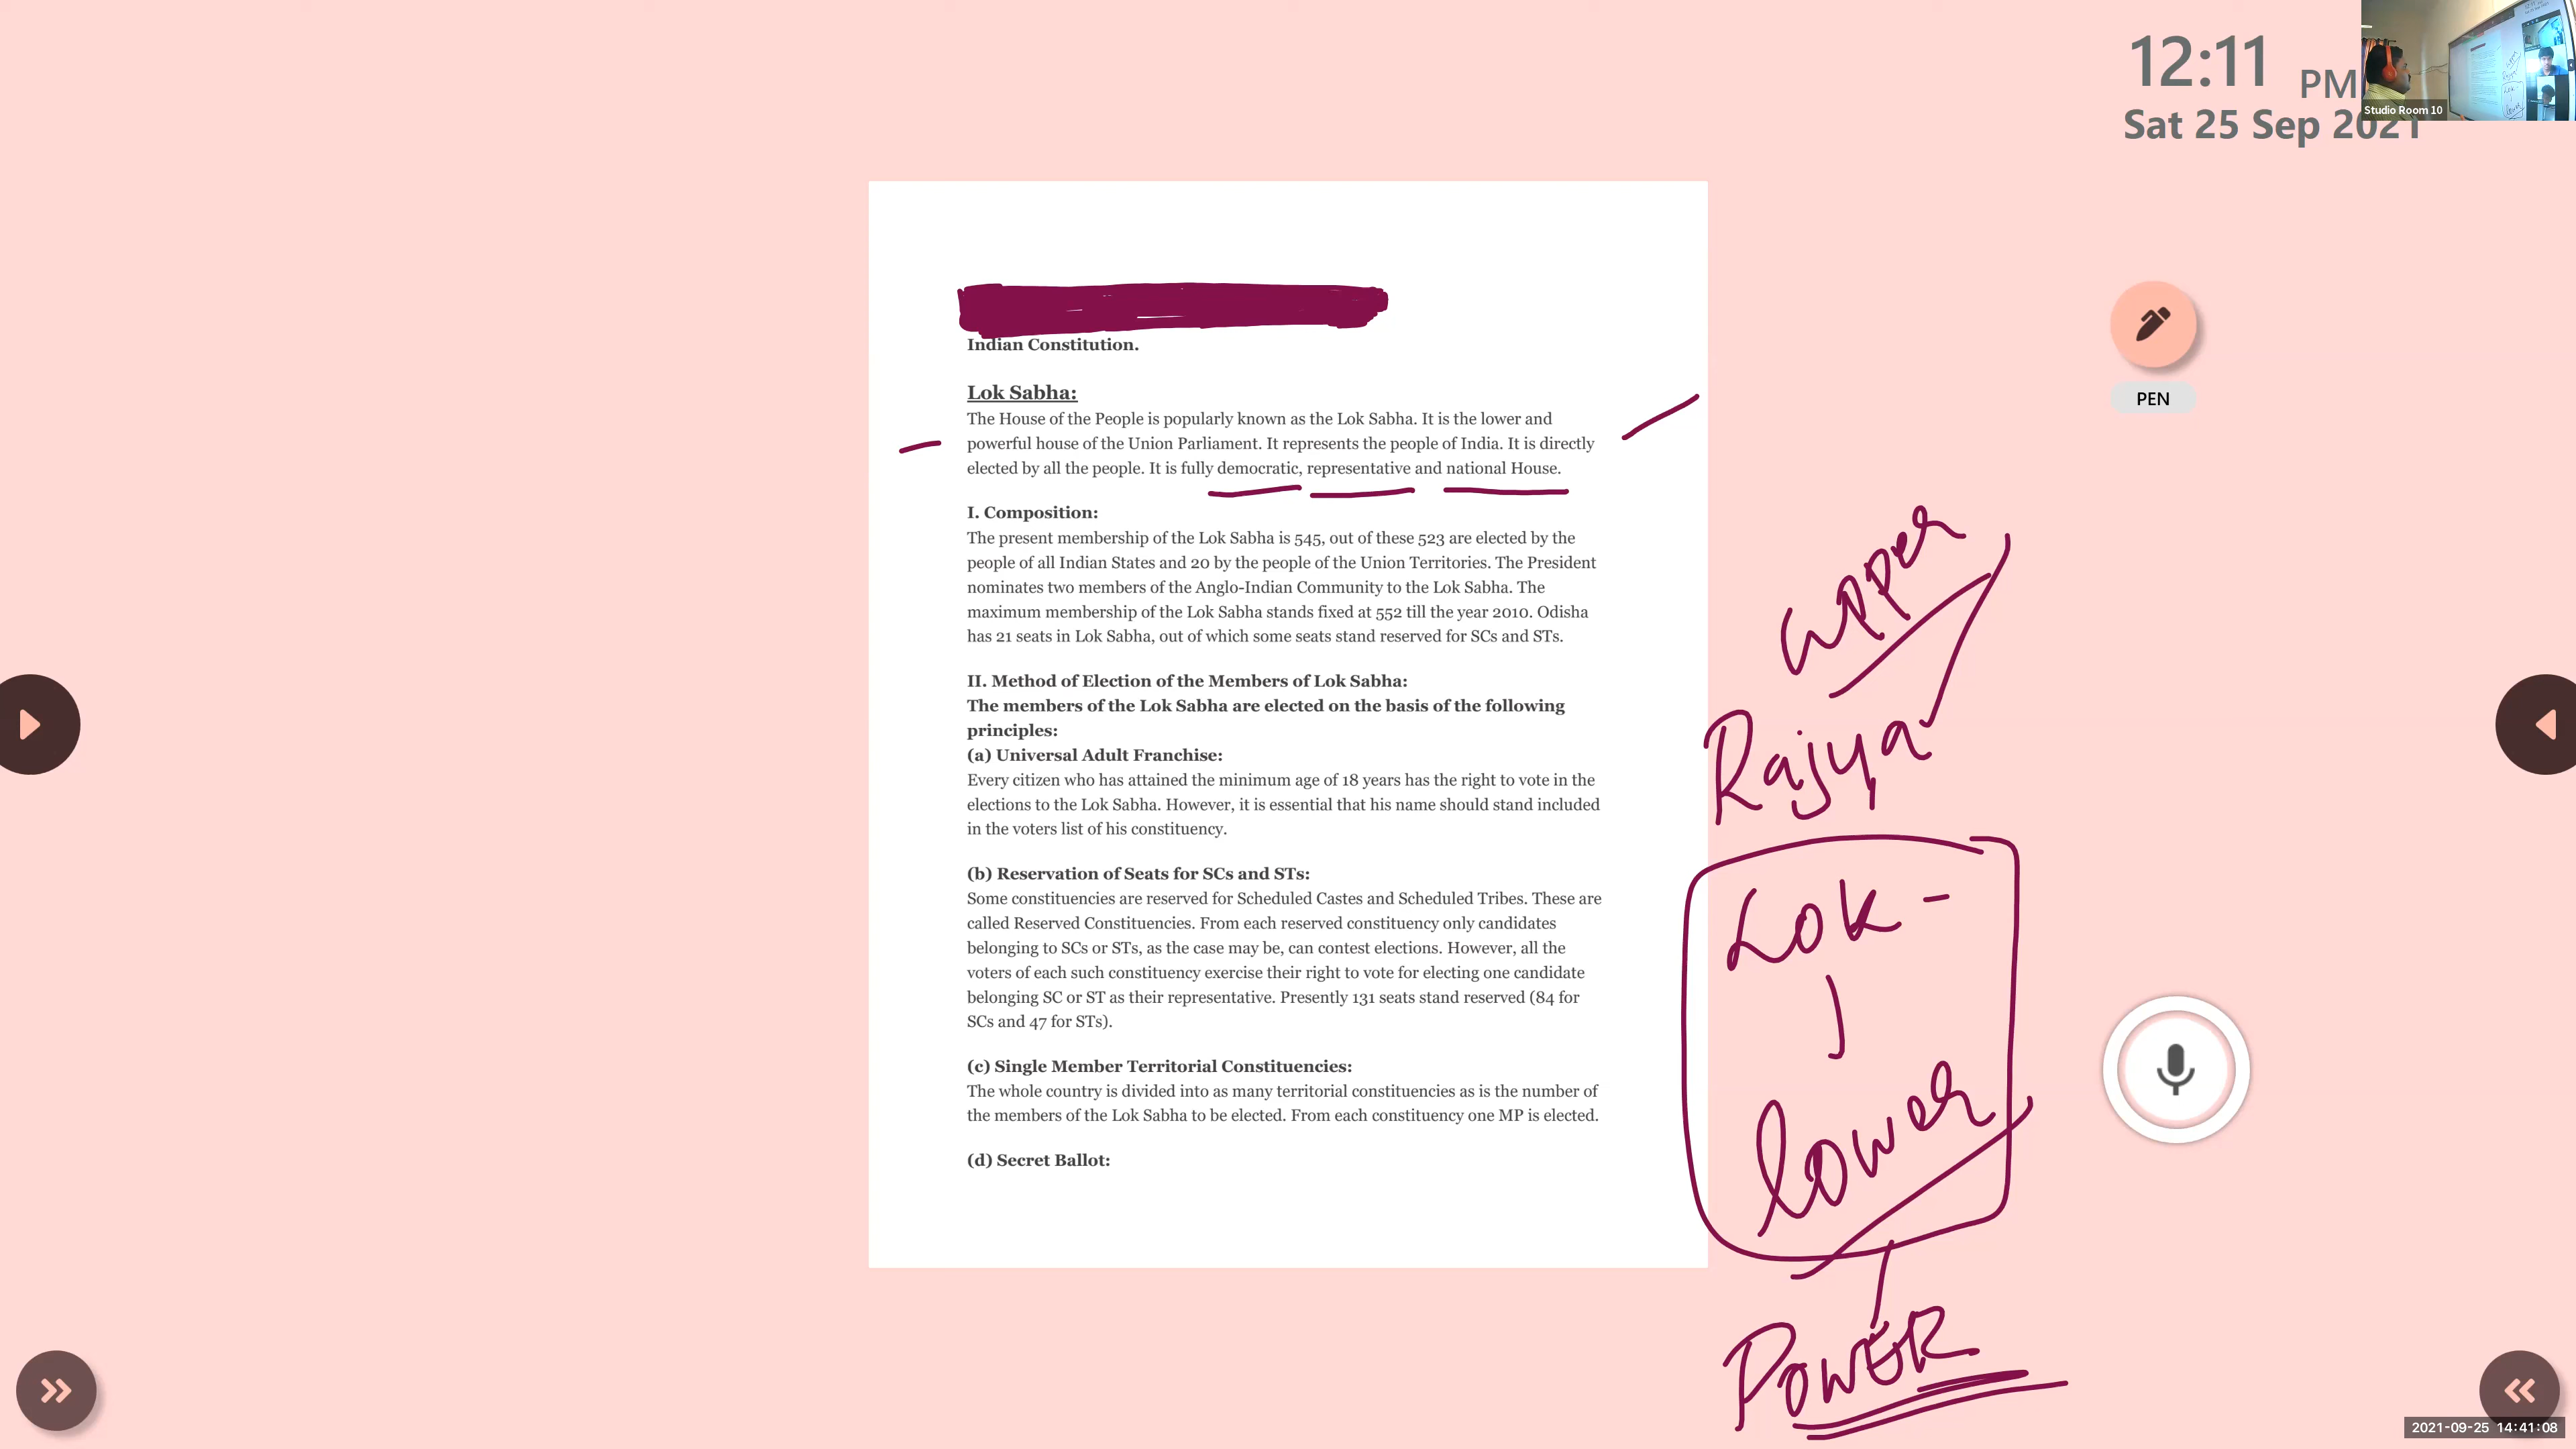 12:11 PM
Sat 25 Sep 2021
Studio Room 10
PEN
Indian Constitution.
Lok Sabha:
The House of the People is popularly known as the Lok Sabha. It is the lower and
powerful house of the Union Parliament. It represents the people of India. It is directly
elected by all the people. It is fully democratic, representative and national House.
I. Composition:
The present membership of the Lok Sabha is 545, out of these 523 are elected by the
people of all Indian States and 20 by the people of the Union Territories. The President
nominates two members of the Anglo-Indian Community to the Lok Sabha. The
maximum membership of the Lok Sabha stands fixed at 552 till the year 2010. Odisha
has 21 seats in Lok Sabha, out of which some seats stand reserved for SCs and STs.
II. Method of Election of the Members of Lok Sabha:
The members of the Lok Sabha are elected on the basis of the following
principles:
(a) Universal Adult Franchise:
Every citizen who has attained the minimum age of 18 years has the right to vote in the
elections to the Lok Sabha. However, it is essential that his name should stand included
in the voters list of his constituency.
(b) Reservation of Seats for SCs and STs:
Some constituencies are reserved for Scheduled Castes and Scheduled Tribes. These are
called Reserved Constituencies. From each reserved constituency only candidates
belonging to SCs or STs, as the case may be, can contest elections. However, all the
voters of each such constituency exercise their right to vote for electing one candidate
belonging SC or ST as their representative. Presently 131 seats stand reserved (84 for
SCs and 47 for STs).
(c) Single Member Territorial Constituencies:
The whole country is divided into as many territorial constituencies as is the number of
the members of the Lok Sabha to be elected. From each constituency one MP is elected.
(d) Secret Ballot:
upper
Rajya
Lok -
lower
POWER
2021-09-25 14:41:08